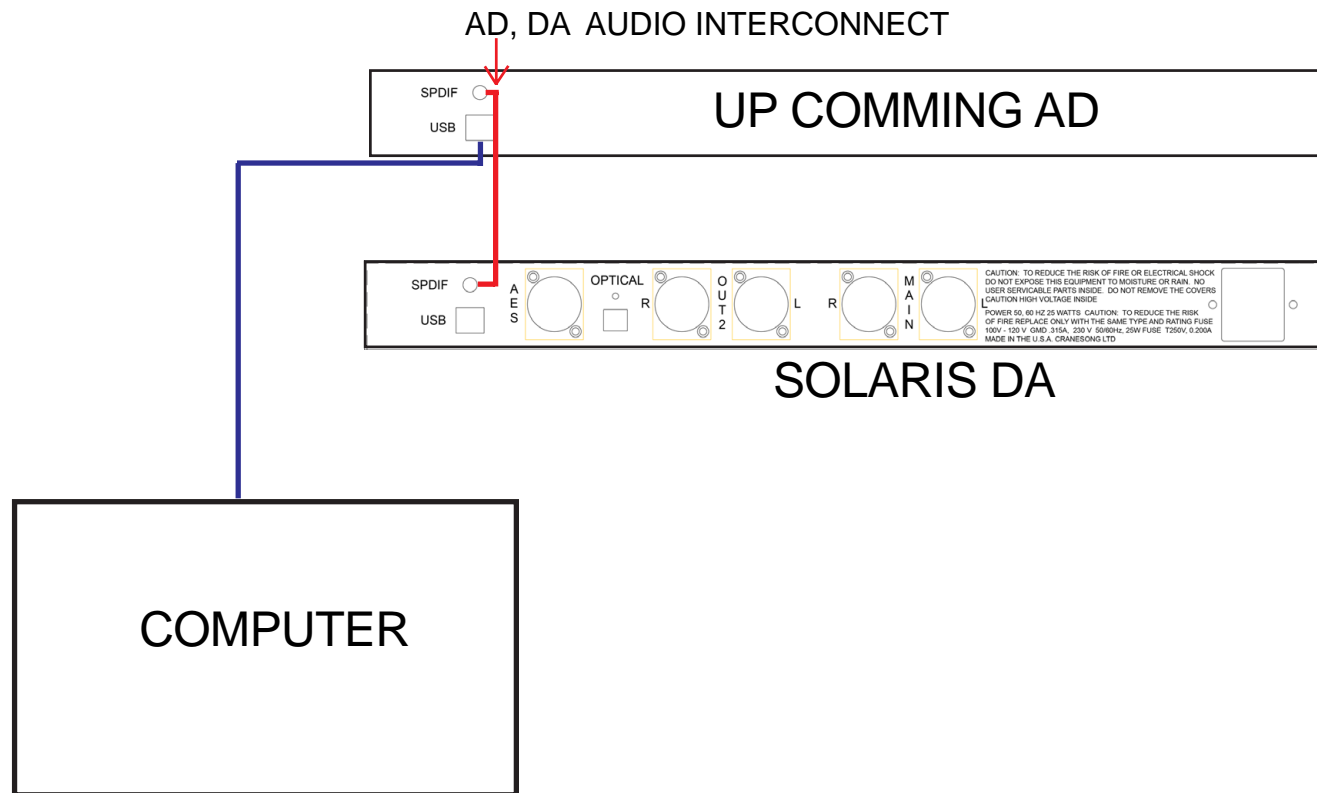 AD, DA  AUDIO INTERCONNECT
SPDIF
USB
UP COMMING AD
SPDIF
USB
AES
OPTICAL
R
OUT2
L
R
MAIN
L
CAUTION:  TO REDUCE THE RISK OF FIRE OR ELECTRICAL SHOCK
DO NOT EXPOSE THIS EQUIPMENT TO MOISTURE OR RAIN.  NO
USER SERVICABLE PARTS INSIDE.  DO NOT REMOVE THE COVERS
CAUTION HIGH VOLTAGE INSIDE
POWER 50, 60 HZ 25 WATTS  CAUTION:  TO REDUCE THE RISK
OF FIRE REPLACE ONLY WITH THE SAME TYPE AND RATING FUSE
100V - 120 V  GMD .315A,  230 V  50/60Hz, 25W FUSE  T250V, 0.200A
MADE IN THE U.S.A. CRANESONG LTD
SOLARIS DA
COMPUTER